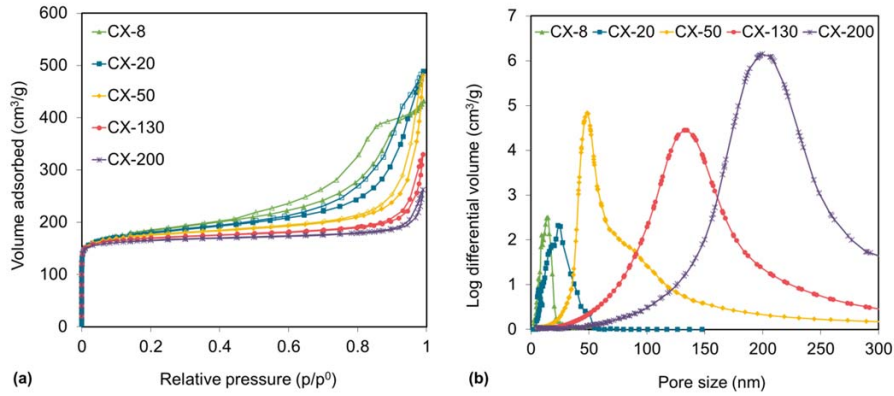 600
500
400
300
200
100
0
Volume adsorbed (cm³/g)
CX-8
CX-20
CX-50
CX-130
CX-200
0 0.2 0.4 0.6 0.8 1
(a) Relative pressure (p/p⁰)
7
6
5
4
3
2
1
0
Log differential volume (cm³/g)
CX-8 CX-20 CX-50 CX-130 CX-200
0 50 100 150 200 250 300
(b) Pore size (nm)